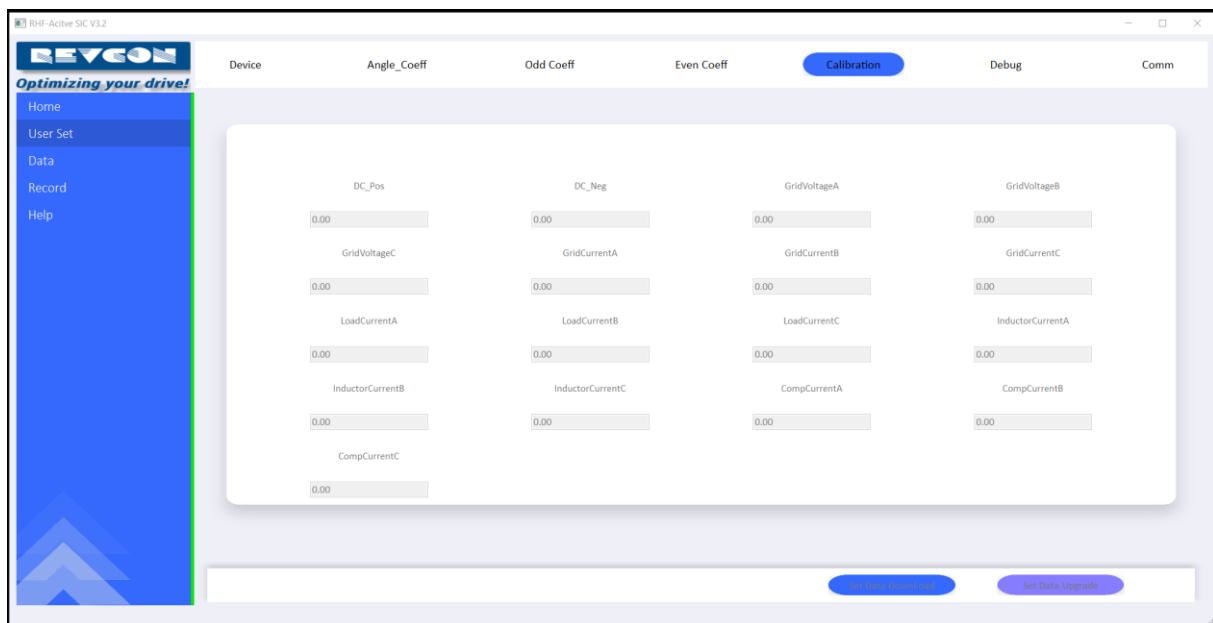 RHF-Acitve SIC V3.2
REVCON
Optimizing your drive!
Device Angle_Coeff Odd Coeff Even Coeff Calibration Debug Comm
Home
User Set
Data
Record
Help
DC_Pos DC_Neg GridVoltageA GridVoltageB
0.00 0.00 0.00 0.00
GridVoltageC GridCurrentA GridCurrentB GridCurrentC
0.00 0.00 0.00 0.00
LoadCurrentA LoadCurrentB LoadCurrentC InductorCurrentA
0.00 0.00 0.00 0.00
InductorCurrentB InductorCurrentC CompCurrentA CompCurrentB
0.00 0.00 0.00 0.00
CompCurrentC
0.00
Set Data Download Set Data Upgrade